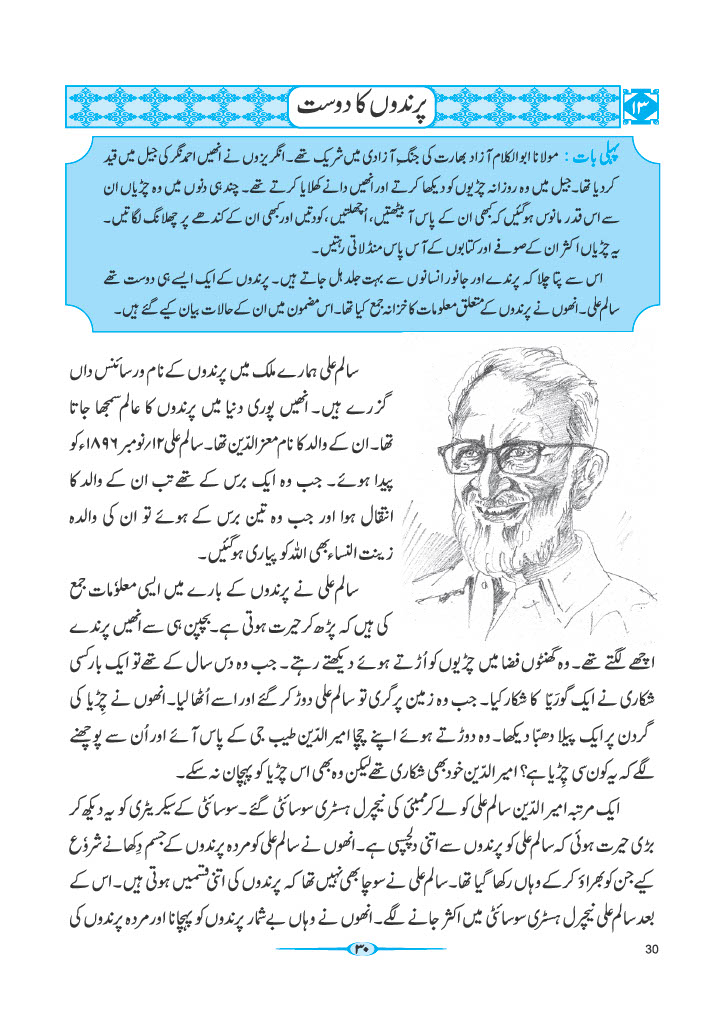 ۱۳
پرندوں کا دوست
پہلی بات : مولانا ابوالکلام آزاد بھارت کی جنگِ آزادی میں شریک تھے۔ انگریزوں نے انھیں احمد نگر کی جیل میں قید
کر دیا تھا۔ جیل میں وہ روزانہ چڑیوں کو دیکھا کرتے اور انھیں دانے کھلایا کرتے تھے۔ چند ہی دنوں میں وہ چڑیاں ان
سے اس قدر مانوس ہو گئیں کہ کبھی ان کے پاس آ بیٹھتیں، اُچھلتیں، کودتیں اور کبھی ان کے کندھے پر چھلانگ لگاتیں۔
یہ چڑیاں اکثر ان کے صوفے اور کتابوں کے آس پاس منڈلاتی رہتیں۔
اس سے پتا چلا کہ پرندے اور جانور انسانوں سے بہت جلد ہل جاتے ہیں۔ پرندوں کے ایک ایسے ہی دوست تھے
سالم علی۔ انھوں نے پرندوں کے متعلق معلومات کا خزانہ جمع کیا تھا۔ اس مضمون میں ان کے حالات بیان کیے گئے ہیں۔
سالم علی ہمارے ملک میں پرندوں کے نام ور سائنس داں
گزرے ہیں۔ انھیں پوری دنیا میں پرندوں کا عالم سمجھا جاتا
تھا۔ ان کے والد کا نام معز الدّین تھا۔ سالم علی ۱۲؍ نومبر ۱۸۹۶ء کو
پیدا ہوئے۔ جب وہ ایک برس کے تھے تب ان کے والد کا
انتقال ہوا اور جب وہ تین برس کے ہوئے تو ان کی والدہ
زینت النساء بھی اللہ کو پیاری ہوگئیں۔
سالم علی نے پرندوں کے بارے میں ایسی معلوٗمات جمع
کی ہیں کہ پڑھ کر حیرت ہوتی ہے۔ بچپن ہی سے انھیں پرندے
اچھے لگتے تھے۔ وہ گھنٹوں فضا میں چڑیوں کو اُڑتے ہوئے دیکھتے رہتے۔ جب وہ دس سال کے تھے تو ایک بار کسی
شکاری نے ایک گوریّا کا شکار کیا۔ جب وہ زمین پر گری تو سالم علی دوڑ کر گئے اور اسے اُٹھا لیا۔ انھوں نے چِڑیا کی
گردن پر ایک پیلا دھبّا دیکھا۔ وہ دوڑتے ہوئے اپنے چچا امیر الدّین طیب جی کے پاس آئے اور اُن سے پوچھنے
لگے کہ یہ کون سی چِڑیا ہے؟ امیر الدّین خود بھی شکاری تھے لیکن وہ بھی اس چڑیا کو پہچان نہ سکے۔
ایک مرتبہ امیر الدّین سالم علی کو لے کر ممبئی کی نیچرل ہسٹری سوسائٹی گئے۔ سوسائٹی کے سیکریٹری کو یہ دیکھ کر
بڑی حیرت ہوئی کہ سالم علی کو پرندوں سے اتنی دلچسپی ہے۔ انھوں نے سالم علی کو مردہ پرندوں کے جسم دِکھانے شروٗع
کیے جن کو بھراؤ کر کے وہاں رکھا گیا تھا۔ سالم علی نے سوچا بھی نہیں تھا کہ پرندوں کی اتنی قسمیں ہوتی ہیں۔ اس کے
بعد سالم علی نیچرل ہسٹری سوسائٹی میں اکثر جانے لگے۔ انھوں نے وہاں بے شمار پرندوں کو پہچانا اور مردہ پرندوں کی
۳۰
30